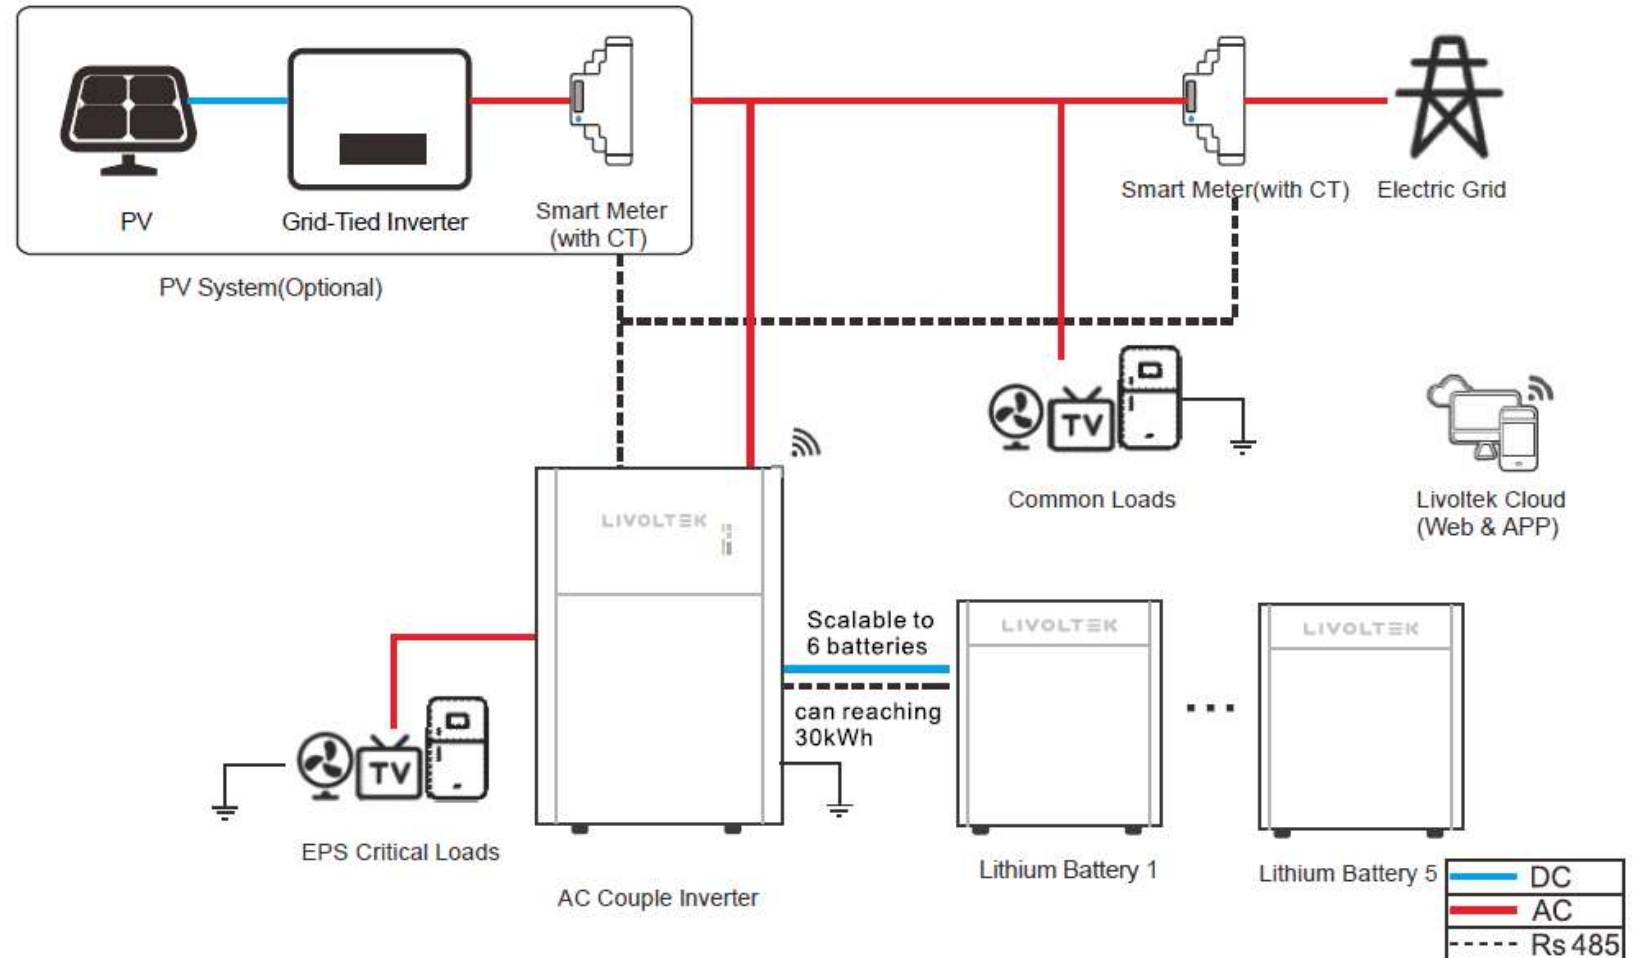 PV
Grid-Tied Inverter
Smart Meter
(with CT)
PV System(Optional)
Smart Meter(with CT)
Electric Grid
TV
Common Loads
Livoltek Cloud
(Web & APP)
LIVOLTEK
Scalable to
6 batteries
can reaching
30kWh
LIVOLTEK
LIVOLTEK
TV
EPS Critical Loads
AC Couple Inverter
Lithium Battery 1
Lithium Battery 5
DC
AC
Rs 485